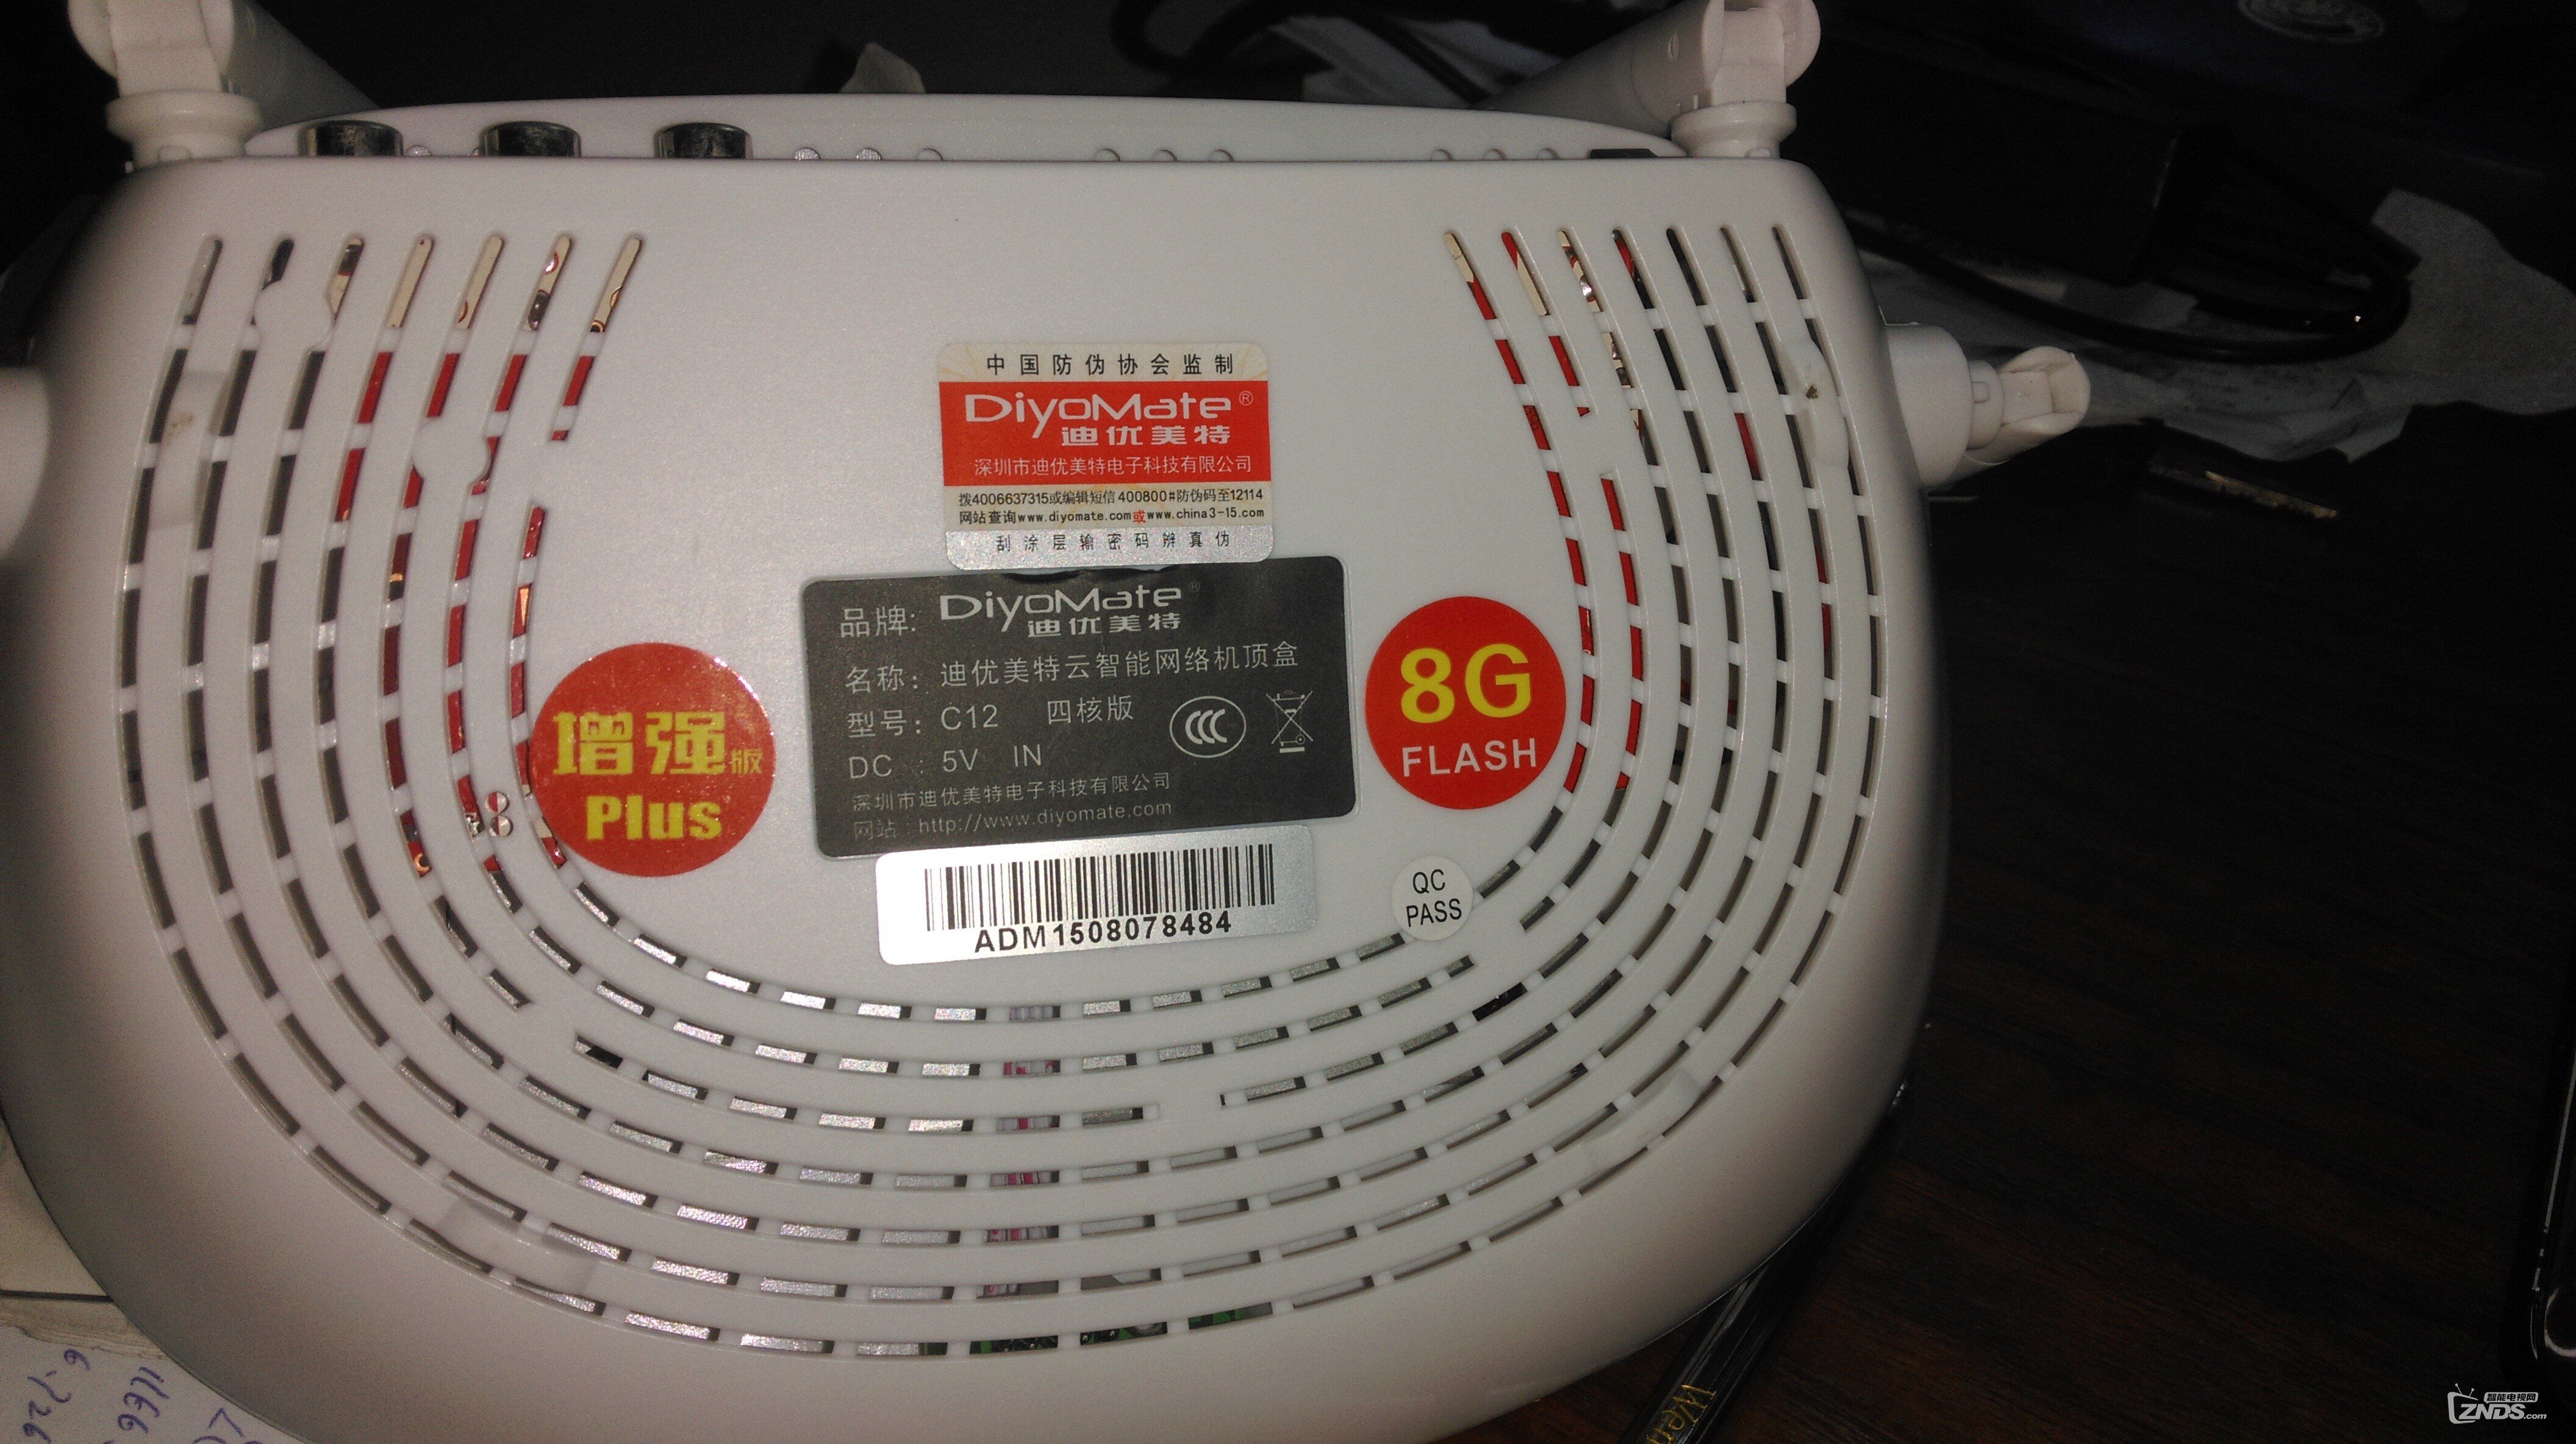 中国防伪协会监制
DiyoMate®
迪优美特
深圳市迪优美特电子科技有限公司
拨4006637315或编辑短信400800#防伪码至12114
网站查询www.diyomate.com或www.china3-15.com
刮涂层输密码辨真伪
品牌: DiyoMate®
迪优美特
名称: 迪优美特云智能网络机顶盒
型号: C12 四核版
DC : 5V IN
深圳市迪优美特电子科技有限公司
网站: http://www.diyomate.com
增强版
Plus
8G
FLASH
ADM1508078484
QC
PASS
智能电视网
ZNDS.com